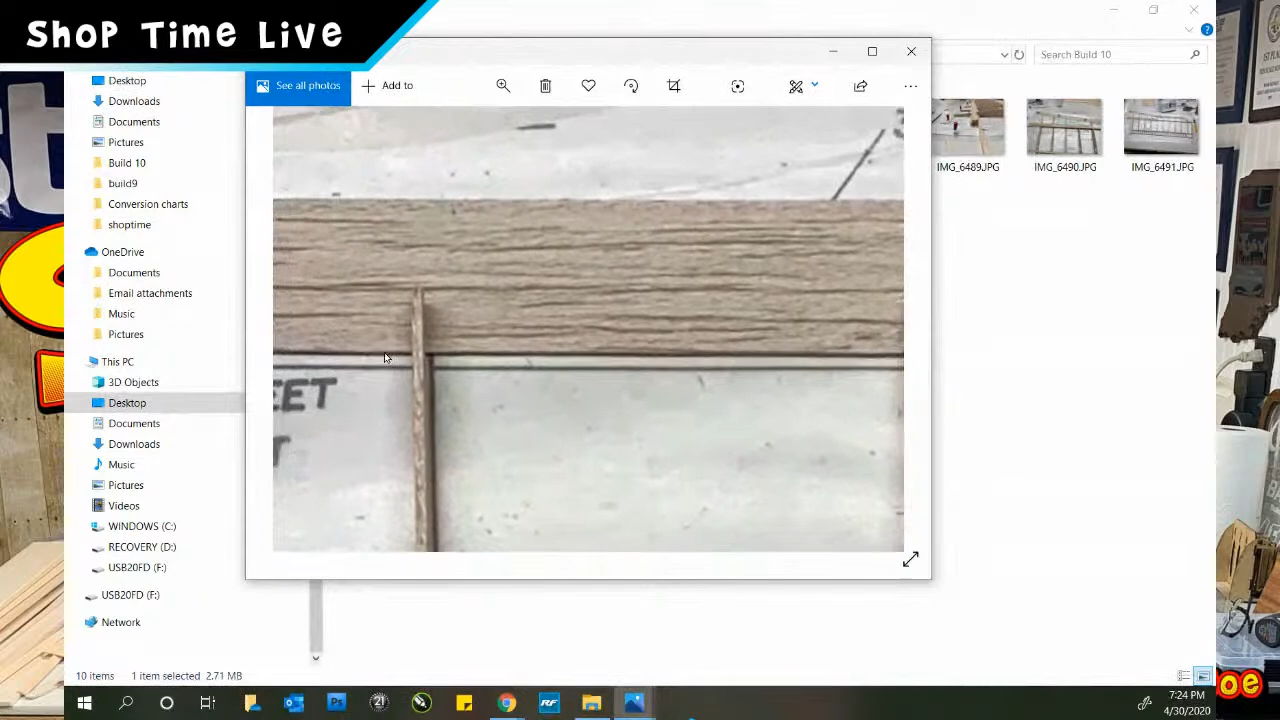 Shop Time Live
See all photos
Add to
Search Build 10
Desktop
Downloads
Documents
Pictures
Build 10
build9
Conversion charts
shoptime
OneDrive
Documents
Email attachments
Music
Pictures
This PC
3D Objects
Desktop
Documents
Downloads
Music
Pictures
Videos
WINDOWS (C:)
RECOVERY (D:)
USB20FD (F:)
USB20FD (F:)
Network
IMG_6489.JPG
IMG_6490.JPG
IMG_6491.JPG
EET
10 items
1 item selected 2.71 MB
Ps
RF
7:24 PM
4/30/2020